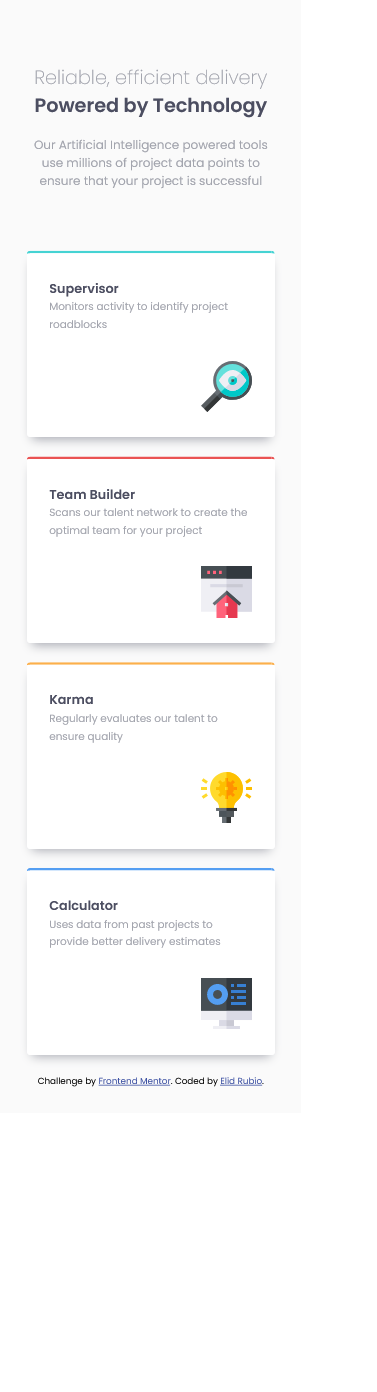 Reliable, efficient delivery
Powered by Technology
Our Artificial Intelligence powered tools
use millions of project data points to
ensure that your project is successful
Supervisor
Monitors activity to identify project
roadblocks
Team Builder
Scans our talent network to create the
optimal team for your project
Karma
Regularly evaluates our talent to
ensure quality
Calculator
Uses data from past projects to
provide better delivery estimates
Challenge by Frontend Mentor. Coded by Elid Rubio.